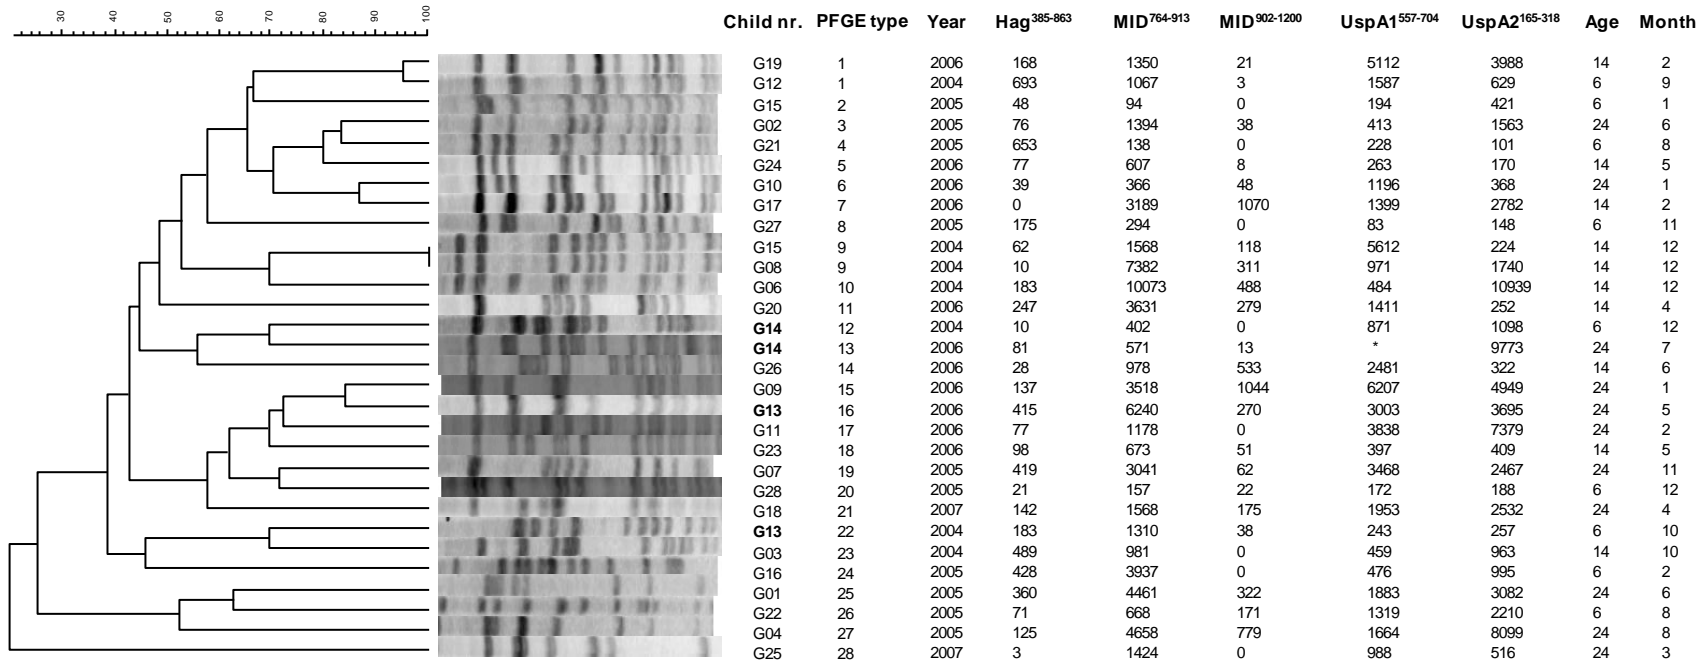 30 40 50 60 70 80 90 100
Child nr. PFGE type Year Hag385-863 MID764-913 MID902-1200 UspA1557-704 UspA2165-318 Age Month
G19 1 2006 168 1350 21 5112 3988 14 2
G12 1 2004 693 1067 3 1587 629 6 9
G15 2 2005 48 94 0 194 421 6 1
G02 3 2005 76 1394 38 413 1563 24 6
G21 4 2005 653 138 0 228 101 6 8
G24 5 2006 77 607 8 263 170 14 5
G10 6 2006 39 366 48 1196 368 24 1
G17 7 2006 0 3189 1070 1399 2782 14 2
G27 8 2005 175 294 0 83 148 6 11
G15 9 2004 62 1568 118 5612 224 14 12
G08 9 2004 10 7382 311 971 1740 14 12
G06 10 2004 183 10073 488 484 10939 14 12
G20 11 2006 247 3631 279 1411 252 14 4
G14 12 2004 10 402 0 871 1098 6 12
G14 13 2006 81 571 13 * 9773 24 7
G26 14 2006 28 978 533 2481 322 14 6
G09 15 2006 137 3518 1044 6207 4949 24 1
G13 16 2006 415 6240 270 3003 3695 24 5
G11 17 2006 77 1178 0 3838 7379 24 2
G23 18 2006 98 673 51 397 409 14 5
G07 19 2005 419 3041 62 3468 2467 24 11
G28 20 2005 21 157 22 172 188 6 12
G18 21 2007 142 1568 175 1953 2532 24 4
G13 22 2004 183 1310 38 243 257 6 10
G03 23 2004 489 981 0 459 963 14 10
G16 24 2005 428 3937 0 476 995 6 2
G01 25 2005 360 4461 322 1883 3082 24 6
G22 26 2005 71 668 171 1319 2210 6 8
G04 27 2005 125 4658 779 1664 8099 24 8
G25 28 2007 3 1424 0 988 516 24 3